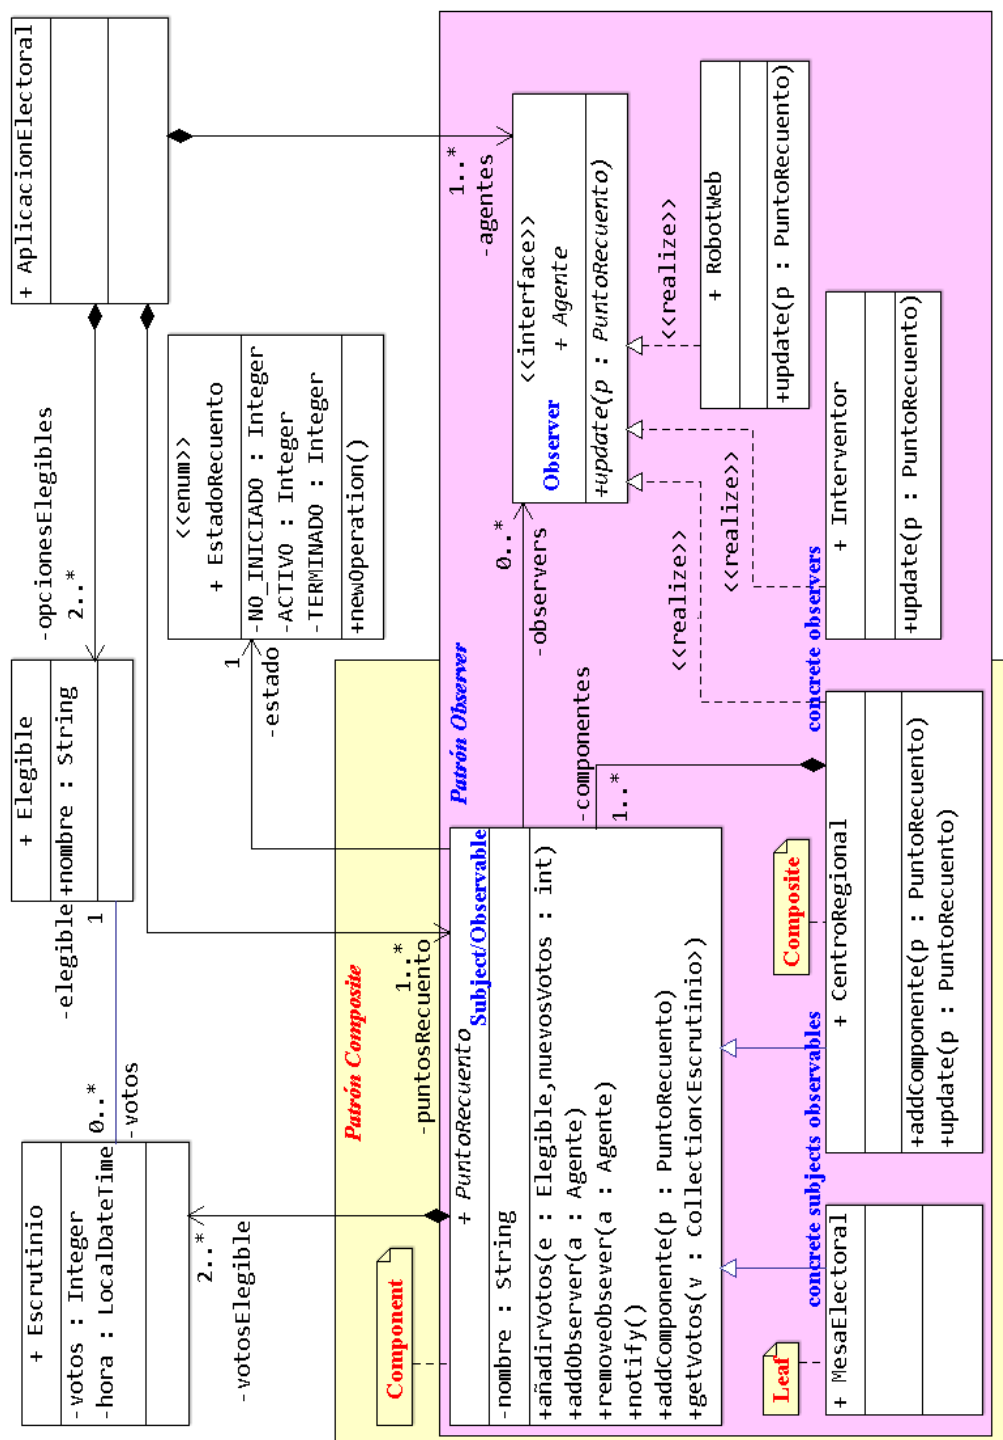 + AplicacionElectoral
1..*
-agentes
-opcionesElegibles
2..*
+ Elegible
+nombre : String
-elegible
1
0..*
-votos
+ Escrutinio
-votos : Integer
-hora : LocalDateTime
2..*
-votosElegible
<<enum>>
+ EstadoRecuento
-NO_INICIADO : Integer
-ACTIVO : Integer
-TERMINADO : Integer
+newOperation()
1
-estado
1..*
-puntosRecuento
Patrón Composite
Patrón Observer
<<interface>>
Observer
+ Agente
+update(p : PuntoRecuento)
0..*
-observers
<<realize>>
<<realize>>
<<realize>>
+ RobotWeb
+update(p : PuntoRecuento)
+ Interventor
+update(p : PuntoRecuento)
concrete observers
Component
+ PuntoRecuento
Subject/Observable
-nombre : String
+añadirVotos(e : Elegible,nuevosVotos : int)
+addObserver(a : Agente)
+removeObsever(a : Agente)
+notify()
+addComponente(p : PuntoRecuento)
+getVotos(v : Collection<Escrutinio>)
-componentes
1..*
Composite
+ CentroRegional
+addComponente(p : PuntoRecuento)
+update(p : PuntoRecuento)
concrete subjects observables
Leaf
+ MesaElectoral